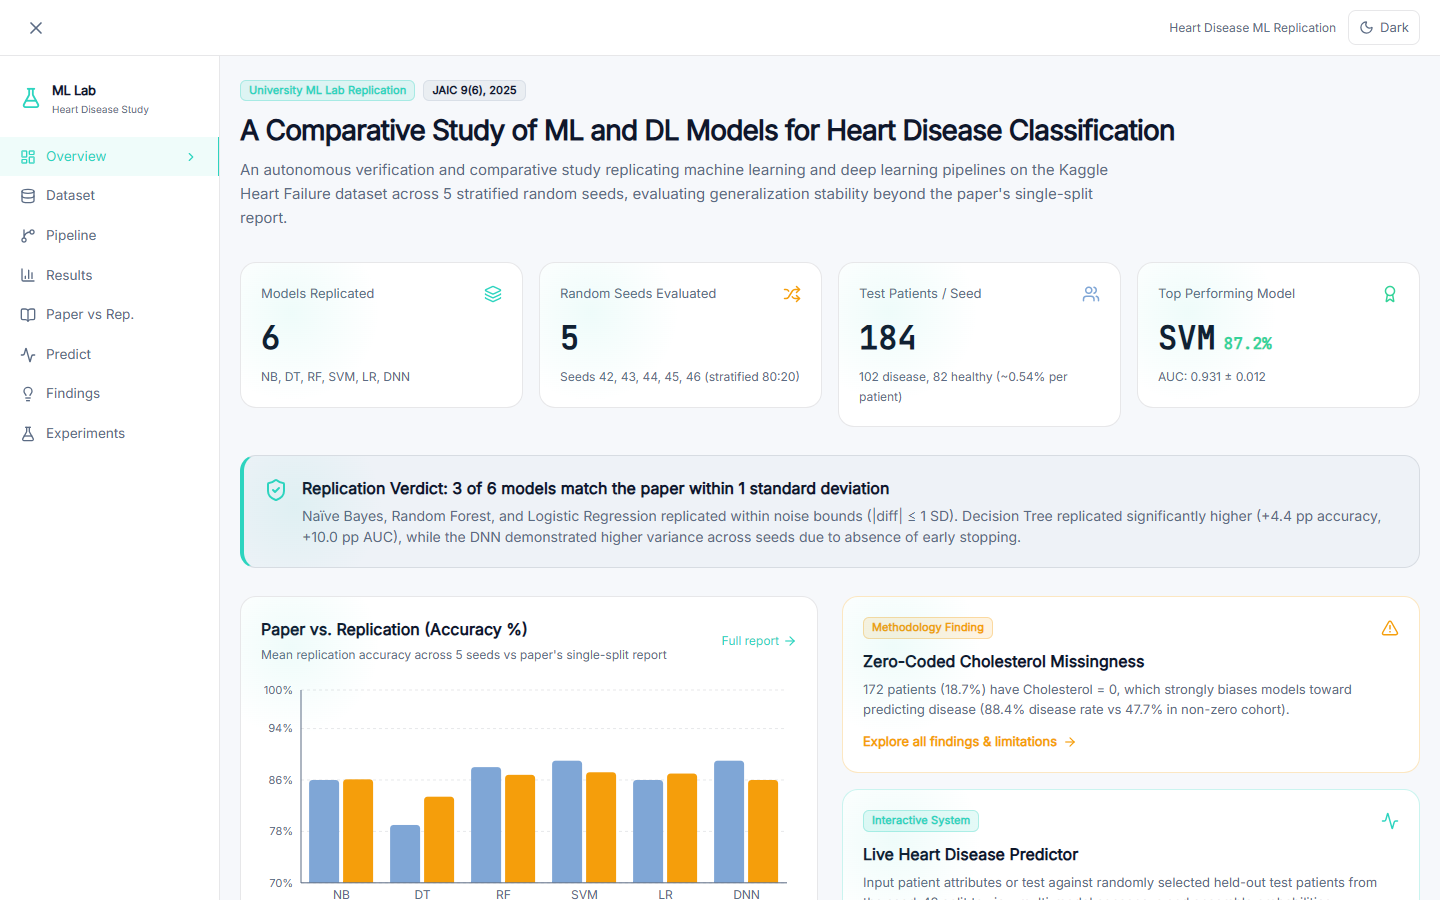 Heart Disease ML Replication
Dark
ML Lab
Heart Disease Study
Overview
Dataset
Pipeline
Results
Paper vs Rep.
Predict
Findings
Experiments
University ML Lab Replication
JAIC 9(6), 2025
A Comparative Study of ML and DL Models for Heart Disease Classification
An autonomous verification and comparative study replicating machine learning and deep learning pipelines on the Kaggle
Heart Failure dataset across 5 stratified random seeds, evaluating generalization stability beyond the paper's single-split
report.
Models Replicated
6
NB, DT, RF, SVM, LR, DNN
Random Seeds Evaluated
5
Seeds 42, 43, 44, 45, 46 (stratified 80:20)
Test Patients / Seed
184
102 disease, 82 healthy (~0.54% per
patient)
Top Performing Model
SVM 87.2%
AUC: 0.931 ± 0.012
Replication Verdict: 3 of 6 models match the paper within 1 standard deviation
Naïve Bayes, Random Forest, and Logistic Regression replicated within noise bounds (|diff| ≤ 1 SD). Decision Tree replicated significantly higher (+4.4 pp accuracy,
+10.0 pp AUC), while the DNN demonstrated higher variance across seeds due to absence of early stopping.
Paper vs. Replication (Accuracy %)
Mean replication accuracy across 5 seeds vs paper's single-split report
Full report
100%
94%
86%
78%
70%
NB DT RF SVM LR DNN
Methodology Finding
Zero-Coded Cholesterol Missingness
172 patients (18.7%) have Cholesterol = 0, which strongly biases models toward
predicting disease (88.4% disease rate vs 47.7% in non-zero cohort).
Explore all findings & limitations
Interactive System
Live Heart Disease Predictor
Input patient attributes or test against randomly selected held-out test patients from